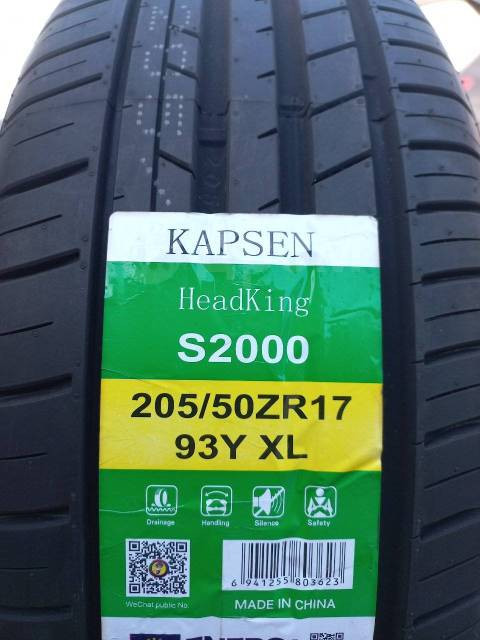 KAPSEN
HeadKing
S2000
205/50ZR17
93Y XL
Drainage Handling Silence Safety
6 941255 803623
WeChat public No.
MADE IN CHINA